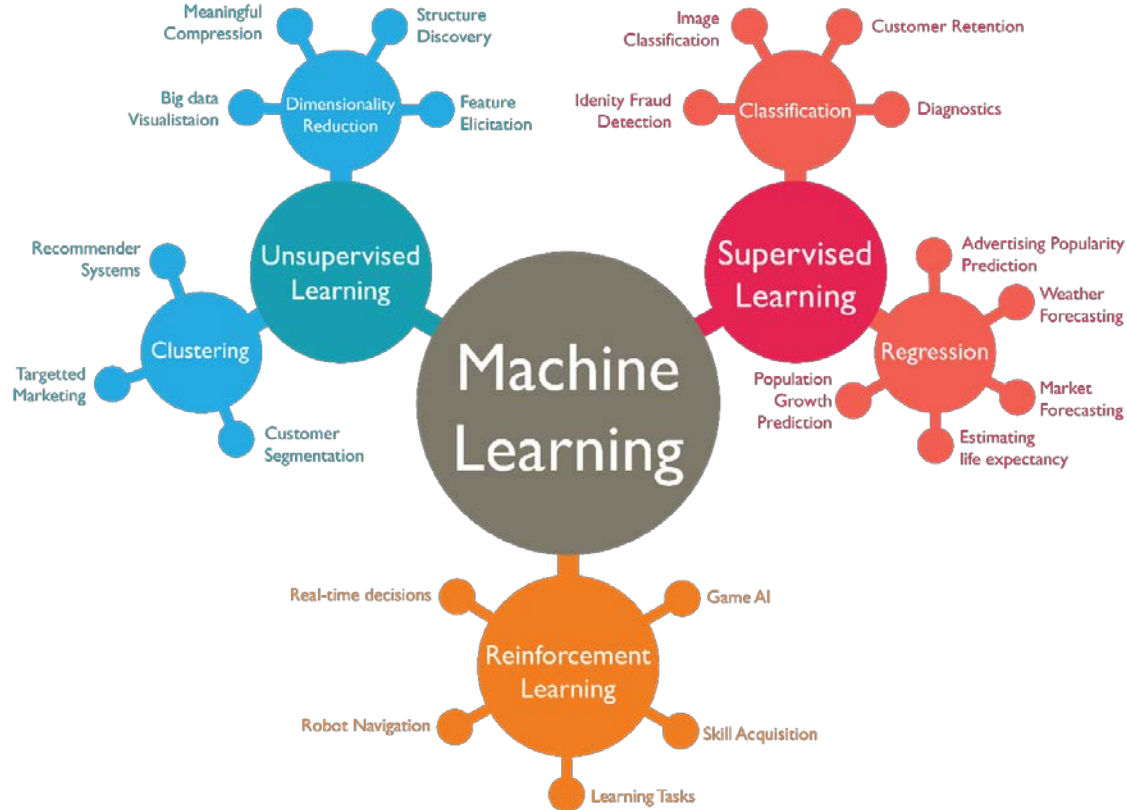 Meaningful
Compression
Structure
Discovery
Big data
Visualistaion
Dimensionality
Reduction
Feature
Elicitation
Image
Classification
Customer Retention
Idenity Fraud
Detection
Classification
Diagnostics
Unsupervised
Learning
Supervised
Learning
Recommender
Systems
Clustering
Targetted
Marketing
Customer
Segmentation
Machine
Learning
Advertising Popularity
Prediction
Weather
Forecasting
Regression
Population
Growth
Prediction
Market
Forecasting
Estimating
life expectancy
Real-time decisions
Game AI
Reinforcement
Learning
Robot Navigation
Skill Acquisition
Learning Tasks